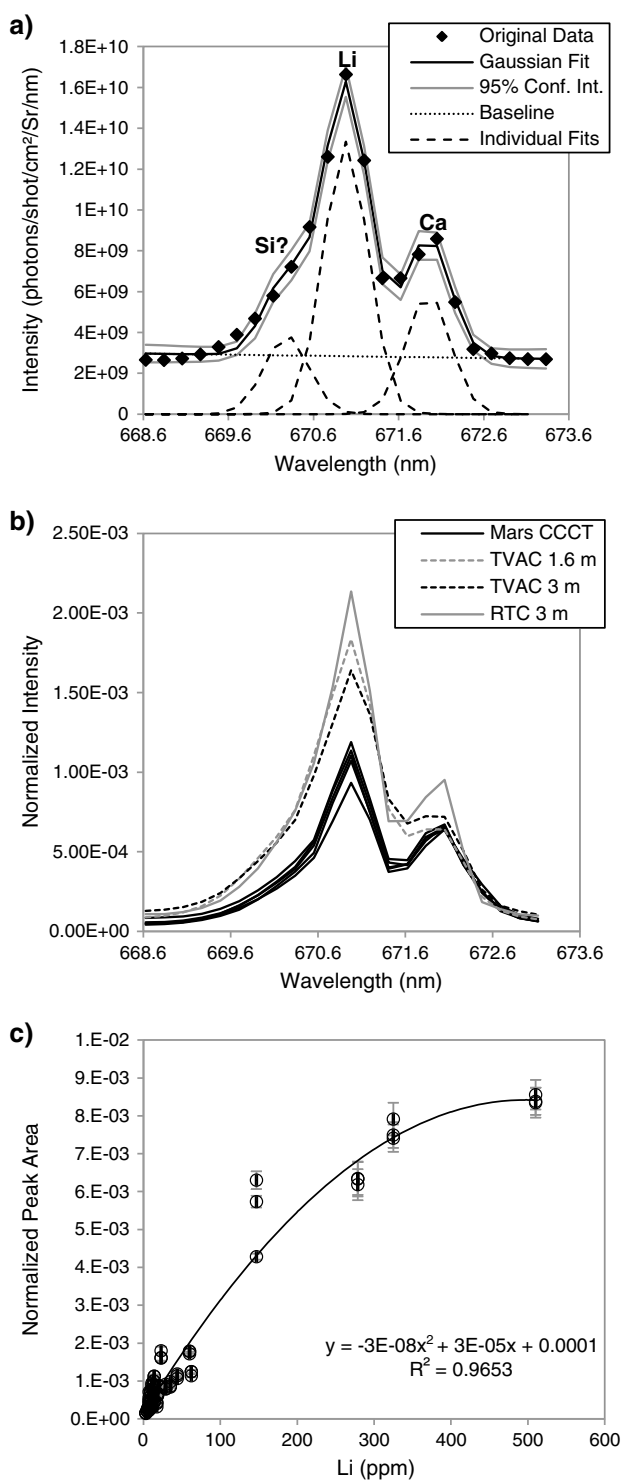 a)
Original Data
Gaussian Fit
95% Conf. Int.
Baseline
Individual Fits
Li
Si?
Ca
Intensity (photons/shot/cm²/Sr/nm)
1.8E+10
1.6E+10
1.4E+10
1.2E+10
1E+10
8E+09
6E+09
4E+09
2E+09
0
668.6 669.6 670.6 671.6 672.6 673.6
Wavelength (nm)
b)
Mars CCCT
TVAC 1.6 m
TVAC 3 m
RTC 3 m
Normalized Intensity
2.50E-03
2.00E-03
1.50E-03
1.00E-03
5.00E-04
0.00E+00
668.6 669.6 670.6 671.6 672.6 673.6
Wavelength (nm)
c)
Normalized Peak Area
1.E-02
9.E-03
8.E-03
7.E-03
6.E-03
5.E-03
4.E-03
3.E-03
2.E-03
1.E-03
0.E+00
y = -3E-08x² + 3E-05x + 0.0001
R² = 0.9653
0 100 200 300 400 500 600
Li (ppm)